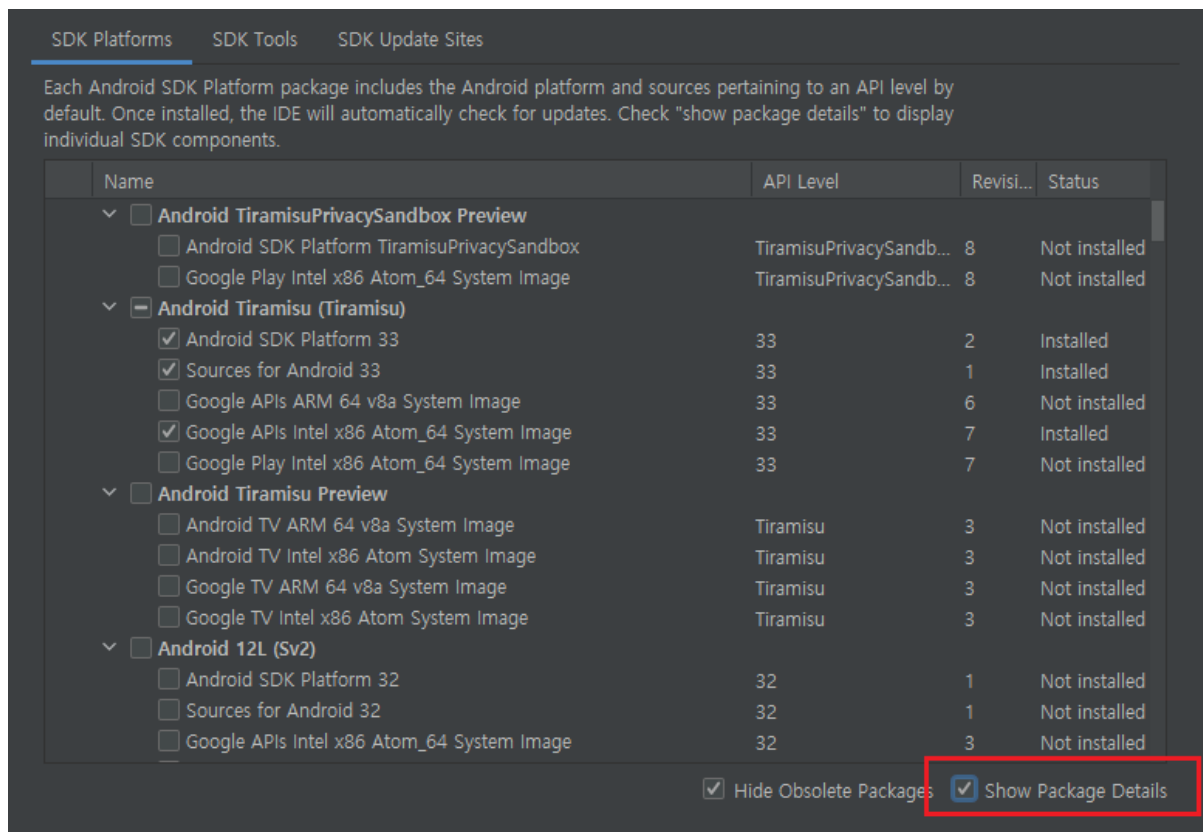 SDK Platforms SDK Tools SDK Update Sites
Each Android SDK Platform package includes the Android platform and sources pertaining to an API level by
default. Once installed, the IDE will automatically check for updates. Check "show package details" to display
individual SDK components.
Name API Level Revisi... Status
Android TiramisuPrivacySandbox Preview
Android SDK Platform TiramisuPrivacySandbox TiramisuPrivacySandb... 8 Not installed
Google Play Intel x86 Atom_64 System Image TiramisuPrivacySandb... 8 Not installed
Android Tiramisu (Tiramisu)
Android SDK Platform 33 33 2 Installed
Sources for Android 33 33 1 Installed
Google APIs ARM 64 v8a System Image 33 6 Not installed
Google APIs Intel x86 Atom_64 System Image 33 7 Installed
Google Play Intel x86 Atom_64 System Image 33 7 Not installed
Android Tiramisu Preview
Android TV ARM 64 v8a System Image Tiramisu 3 Not installed
Android TV Intel x86 Atom System Image Tiramisu 3 Not installed
Google TV ARM 64 v8a System Image Tiramisu 3 Not installed
Google TV Intel x86 Atom System Image Tiramisu 3 Not installed
Android 12L (Sv2)
Android SDK Platform 32 32 1 Not installed
Sources for Android 32 32 1 Not installed
Google APIs Intel x86 Atom_64 System Image 32 3 Not installed
Hide Obsolete Packages Show Package Details